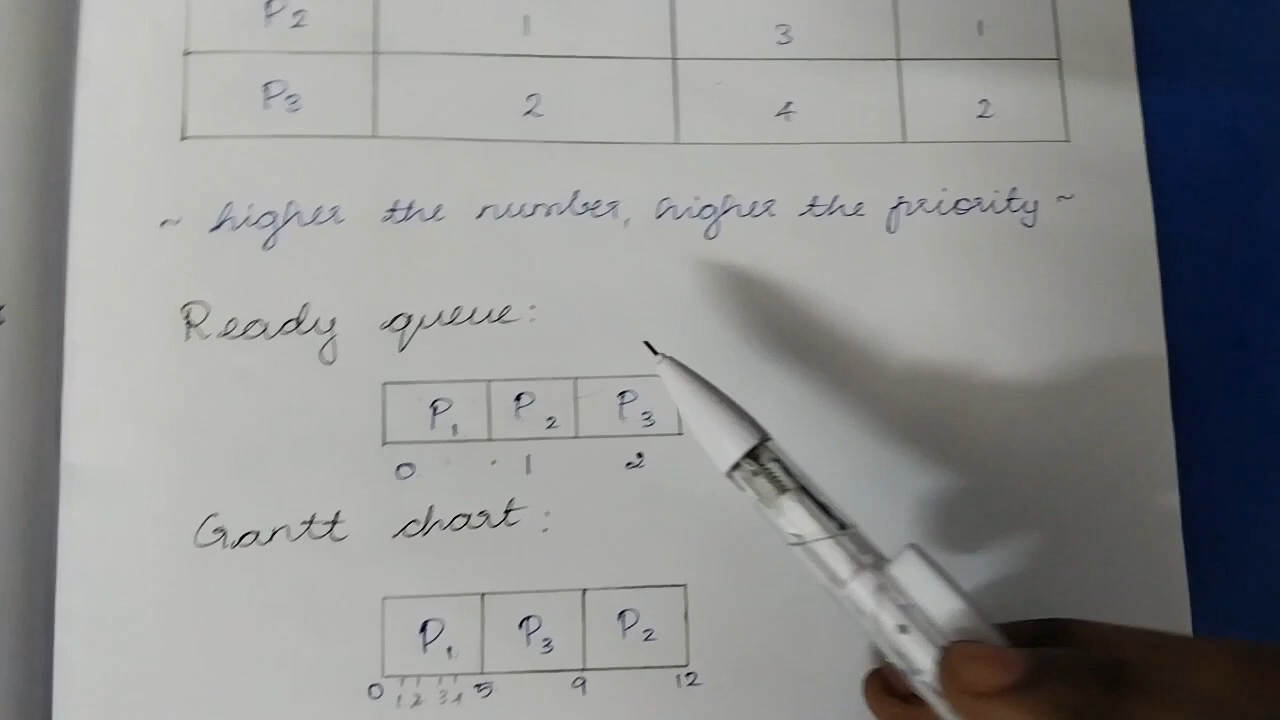 P2 1 3 1
P3 2 4 2
~ higher the number, higher the priority ~
Ready queue:
P1 P2 P3
0 1 2
Gantt chart:
P1 P3 P2
0 1 2 3 4 5 9 12